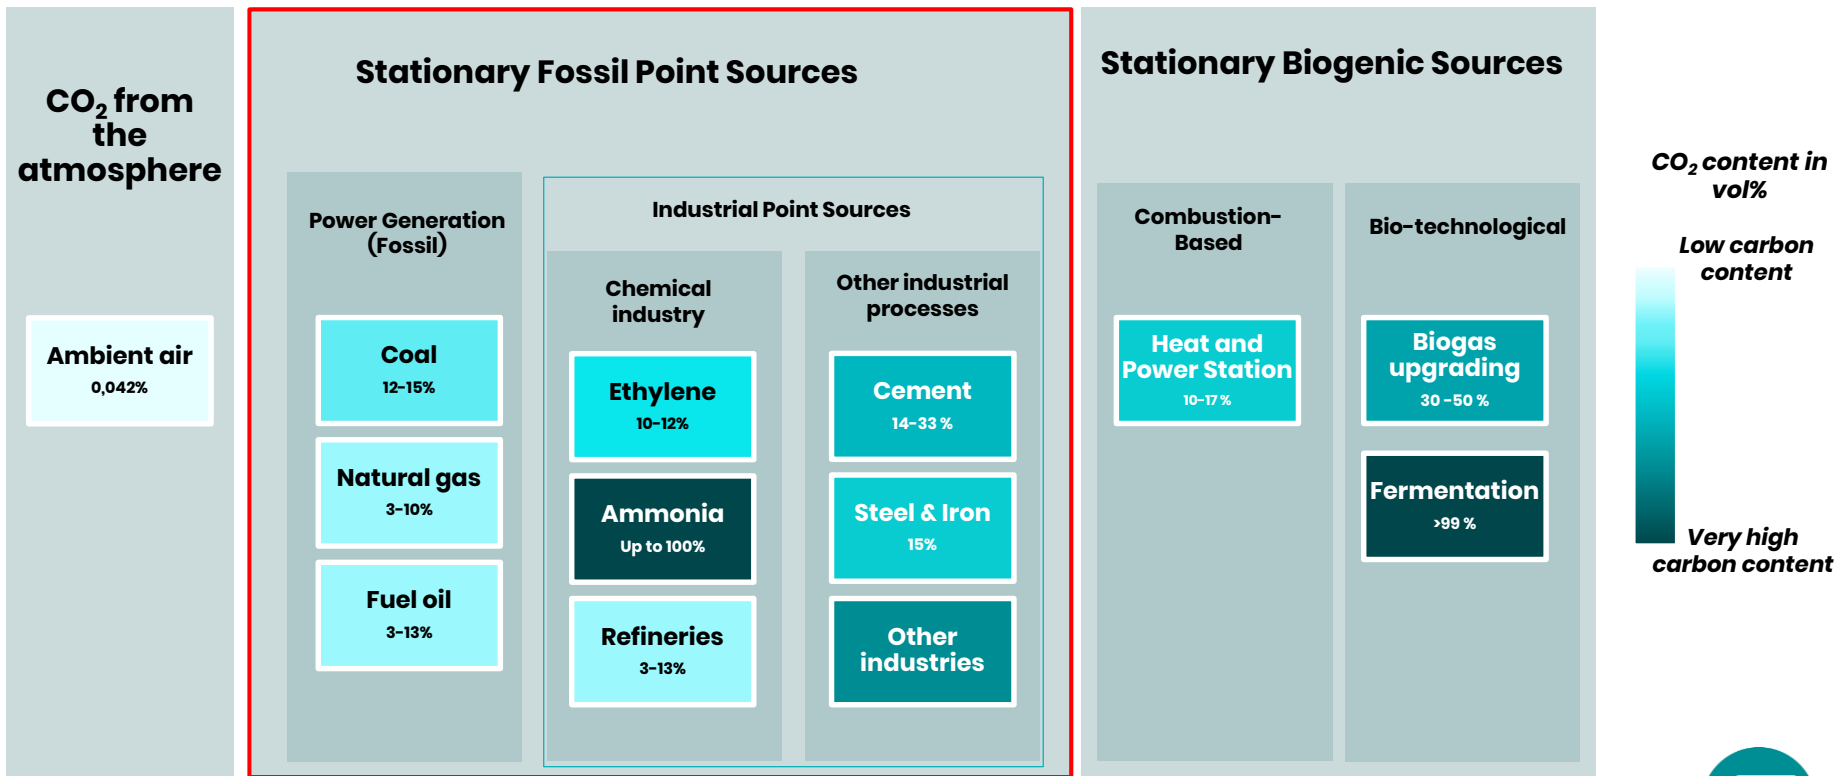 CO₂ from
the
atmosphere
Ambient air
0,042%
Stationary Fossil Point Sources
Power Generation
(Fossil)
Coal
12-15%
Natural gas
3-10%
Fuel oil
3-13%
Industrial Point Sources
Chemical
industry
Ethylene
10-12%
Ammonia
Up to 100%
Refineries
3-13%
Other industrial
processes
Cement
14-33 %
Steel & Iron
15%
Other
industries
Stationary Biogenic Sources
Combustion-
Based
Heat and
Power Station
10-17 %
Bio-technological
Biogas
upgrading
30 -50 %
Fermentation
>99 %
CO₂ content in
vol%
Low carbon
content
Very high
carbon content